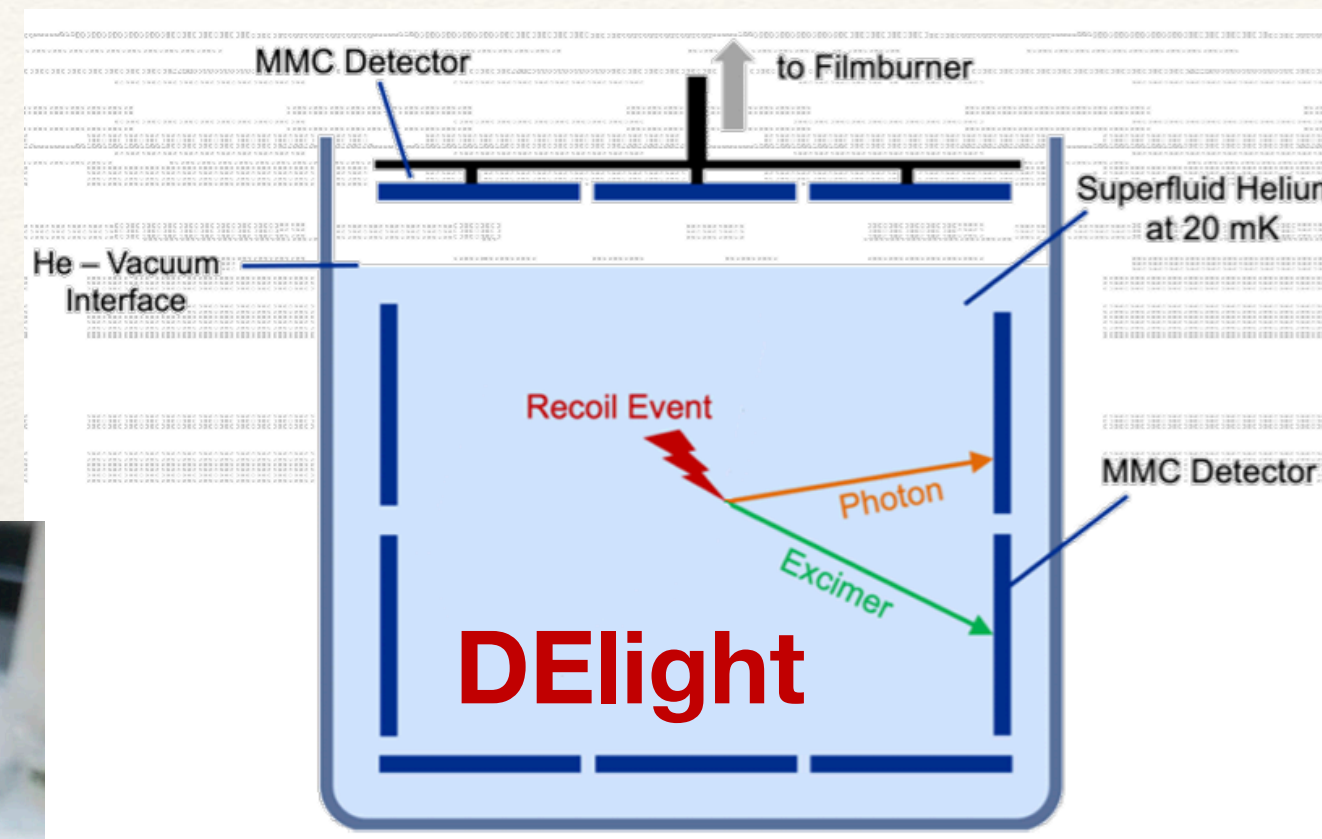 MMC Detector
to Filmburner
Superfluid Helium
at 20 mK
He – Vacuum
Interface
Recoil Event
Photon
MMC Detector
Excimer
DElight